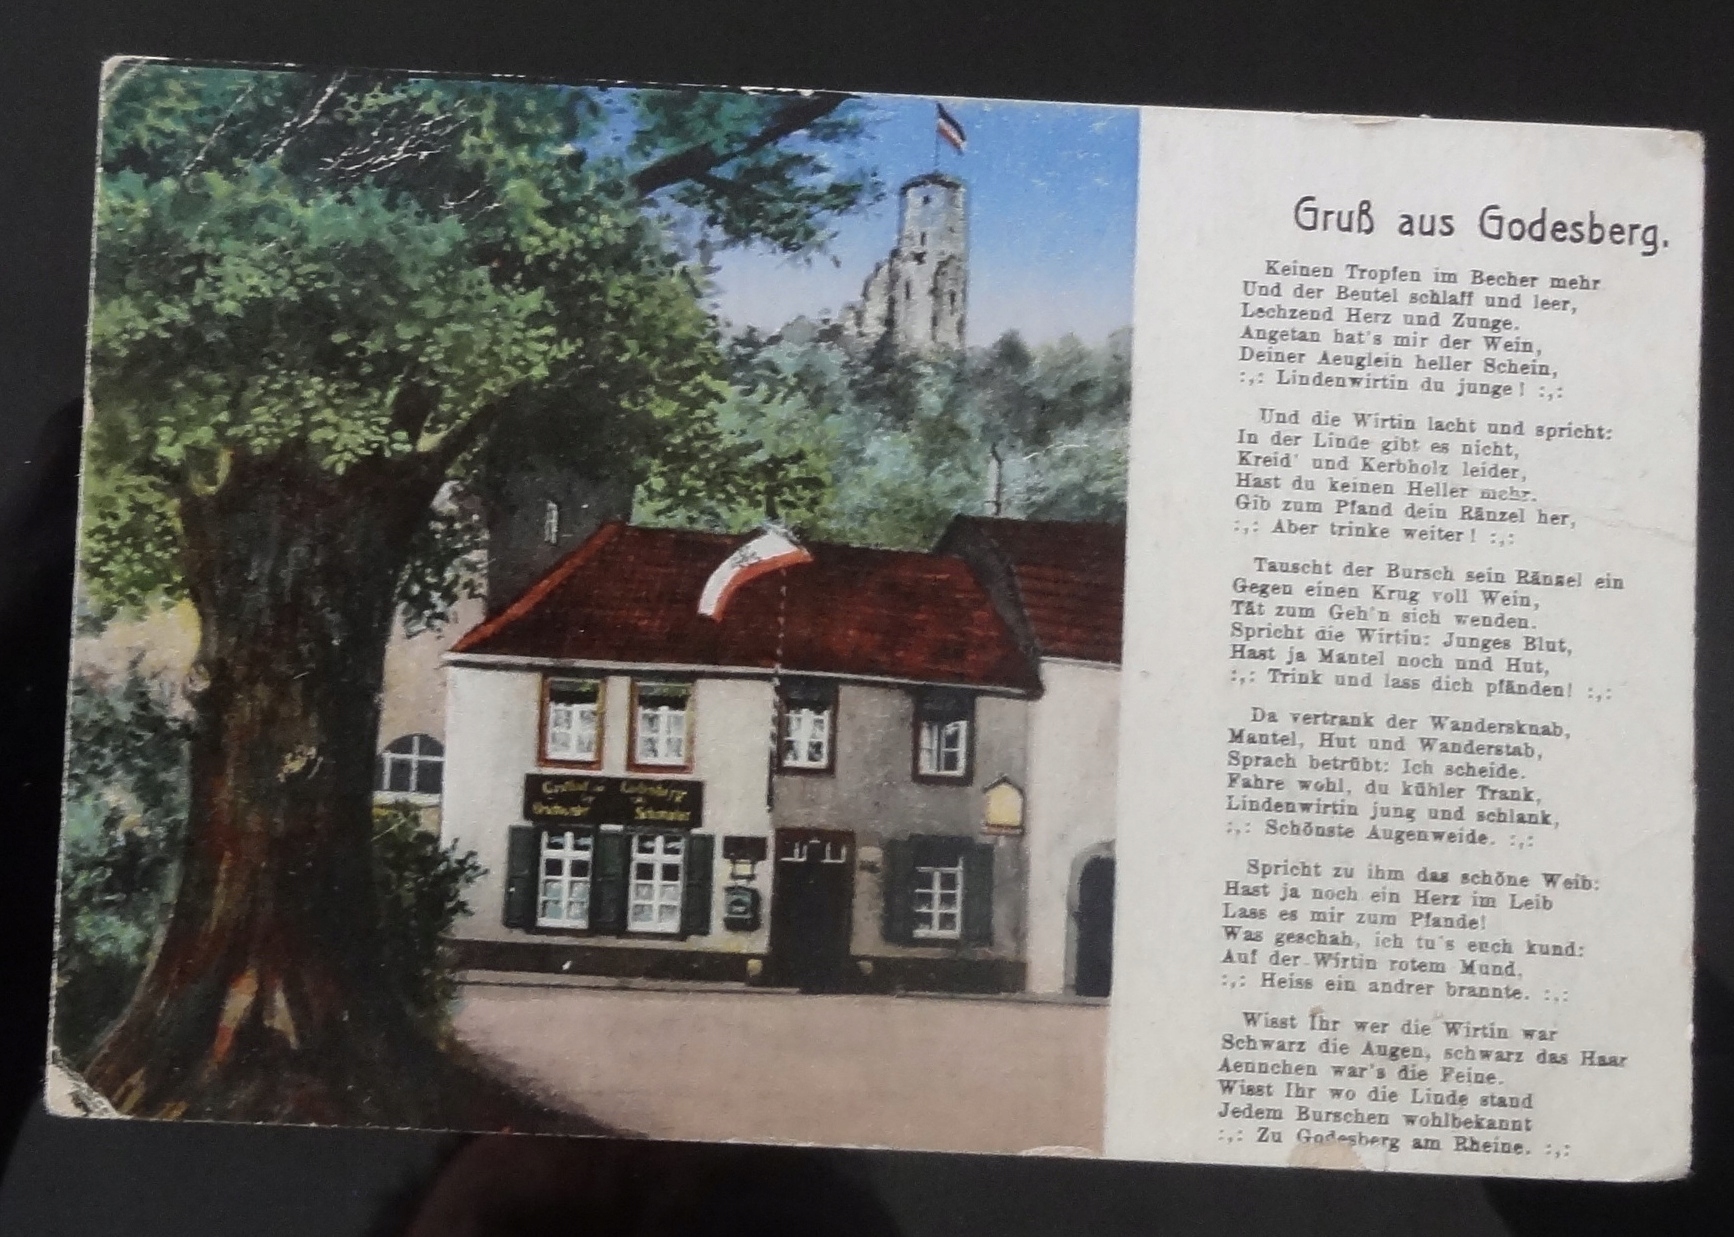 Gruß aus Godesberg.
Keinen Tropfen im Becher mehr
Und der Beutel schlaff und leer,
Lechzend Herz und Zunge.
Angetan hat's mir der Wein,
Deiner Aeuglein heller Schein,
:,: Lindenwirtin du junge! :,:
Und die Wirtin lacht und spricht:
In der Linde gibt es nicht,
Kreid' und Kerbholz leider,
Hast du keinen Heller mehr.
Gib zum Pfand dein Ränzel her,
:,: Aber trinke weiter! :,:
Tauscht der Bursch sein Ränsel ein
Gegen einen Krug voll Wein,
Tät zum Geh'n sich wenden.
Spricht die Wirtin: Junges Blut,
Hast ja Mantel noch und Hut,
:,: Trink und lass dich pfänden! :,:
Da vertrank der Wandersknab,
Mantel, Hut und Wanderstab,
Sprach betrübt: Ich scheide.
Fahre wohl, du kühler Trank,
Lindenwirtin jung und schlank,
:,: Schönste Augenweide. :,:
Spricht zu ihm das schöne Weib:
Hast ja noch ein Herz im Leib
Lass es mir zum Pfande!
Was geschah, ich tu's euch kund:
Auf der Wirtin rotem Mund,
:,: Heiss ein andrer brannte. :,:
Wisst Ihr wer die Wirtin war
Schwarz die Augen, schwarz das Haar
Aennchen war's die Feine.
Wisst Ihr wo die Linde stand
Jedem Burschen wohlbekannt
:,: Zu Godesberg am Rheine. :,: